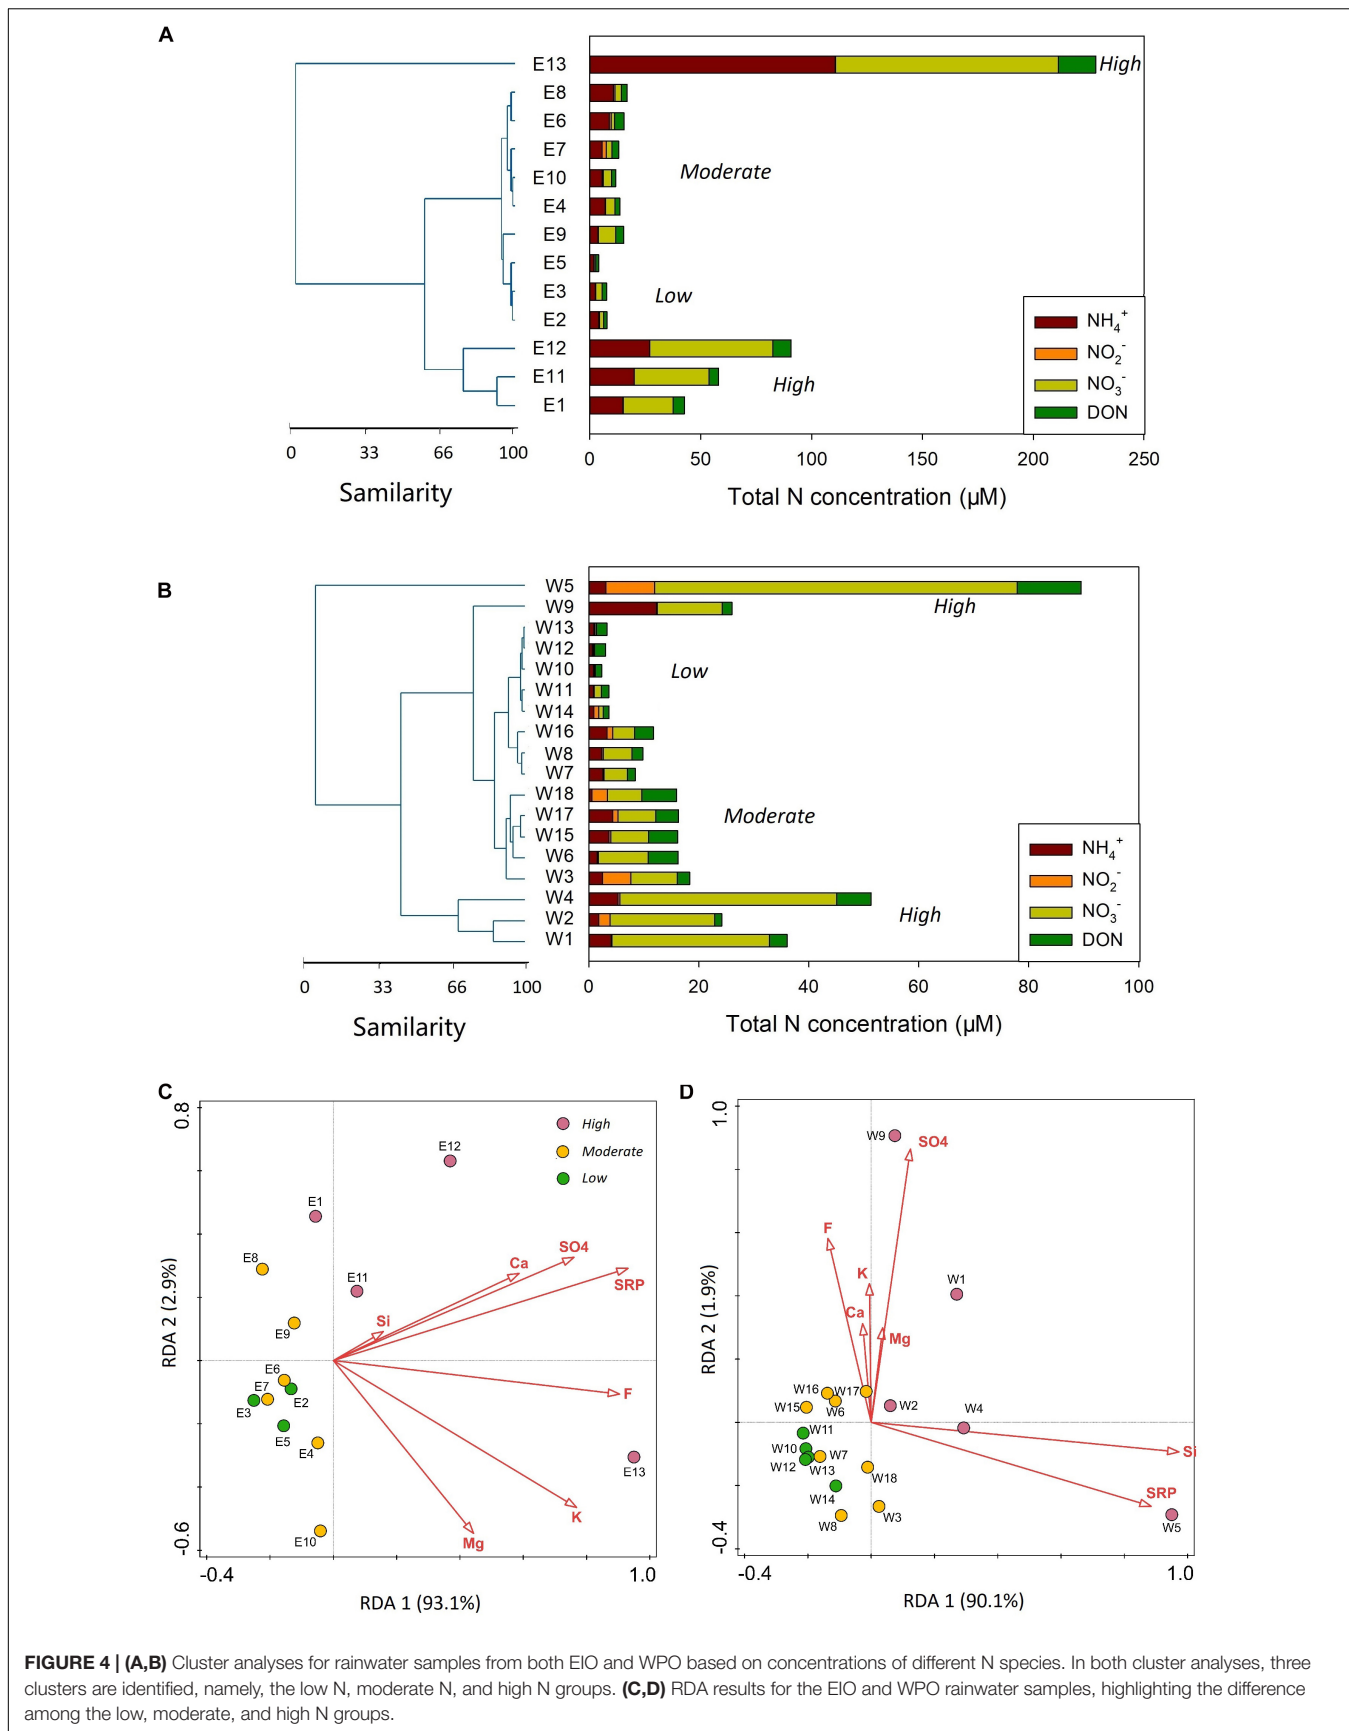 A
E13
High
E8
E6
E7
Moderate
E10
E4
E9
E5
E3
Low
E2
E12
E11
High
E1
NH4+
NO2-
NO3-
DON
0 33 66 100
Samilarity
0 50 100 150 200 250
Total N concentration (µM)
B
W5
W9
High
W13
W12
W10
Low
W11
W14
W16
W8
W7
W18
W17
Moderate
W15
W6
W3
W4
W2
High
W1
NH4+
NO2-
NO3-
DON
0 33 66 100
Samilarity
0 20 40 60 80 100
Total N concentration (µM)
C
0.8
High
Moderate
Low
E12
E1
E8
E11
E9
SO4
Ca
SRP
Si
E6
E7
E2
E3
E5
E4
F
E13
E10
K
Mg
RDA 2 (2.9%)
-0.6
-0.4 1.0
RDA 1 (93.1%)
D
1.0
W9
SO4
F
K
W1
Ca
Mg
W16
W17
W15
W6
W2
W4
W11
W10
W7
W12
W13
W18
Si
W14
SRP
W8
W3
W5
RDA 2 (1.9%)
-0.4
-0.4 1.0
RDA 1 (90.1%)
FIGURE 4 | (A,B) Cluster analyses for rainwater samples from both EIO and WPO based on concentrations of different N species. In both cluster analyses, three
clusters are identified, namely, the low N, moderate N, and high N groups. (C,D) RDA results for the EIO and WPO rainwater samples, highlighting the difference
among the low, moderate, and high N groups.